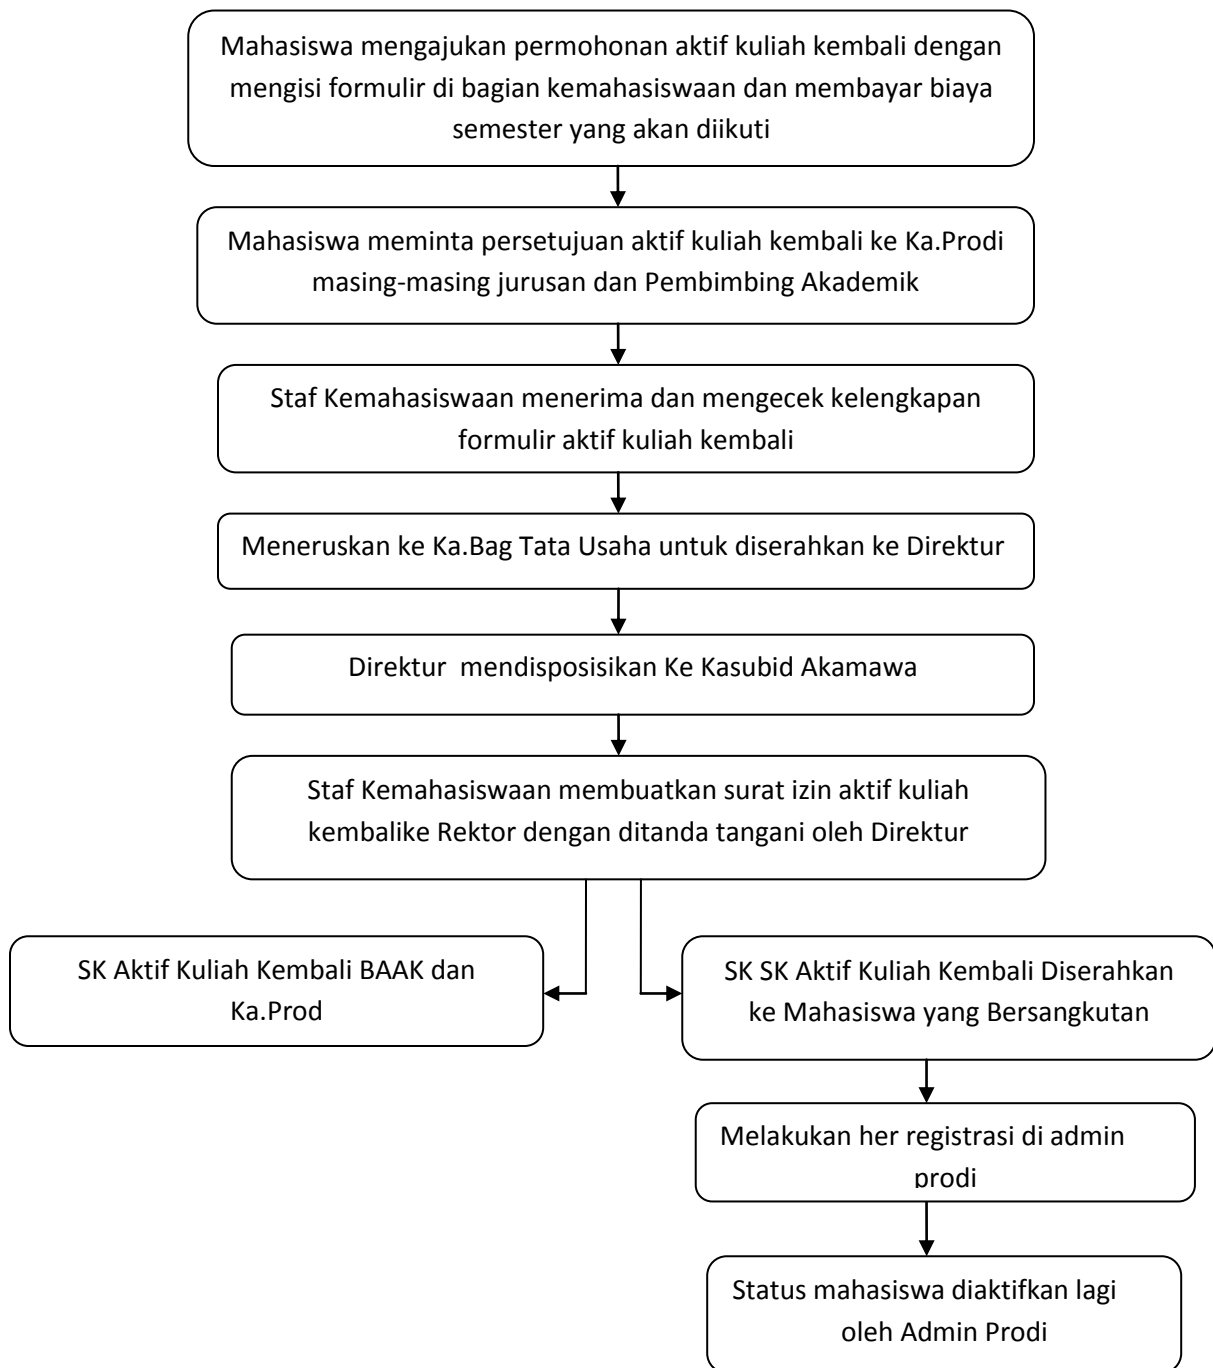 Mahasiswa mengajukan permohonan aktif kuliah kembali dengan
mengisi formulir di bagian kemahasiswaan dan membayar biaya
semester yang akan diikuti
Mahasiswa meminta persetujuan aktif kuliah kembali ke Ka.Prodi
masing-masing jurusan dan Pembimbing Akademik
Staf Kemahasiswaan menerima dan mengecek kelengkapan
formulir aktif kuliah kembali
Meneruskan ke Ka.Bag Tata Usaha untuk diserahkan ke Direktur
Direktur  mendisposisikan Ke Kasubid Akamawa
Staf Kemahasiswaan membuatkan surat izin aktif kuliah
kembalike Rektor dengan ditanda tangani oleh Direktur
SK Aktif Kuliah Kembali BAAK dan
Ka.Prod
SK SK Aktif Kuliah Kembali Diserahkan
ke Mahasiswa yang Bersangkutan
Melakukan her registrasi di admin
prodi
Status mahasiswa diaktifkan lagi
oleh Admin Prodi